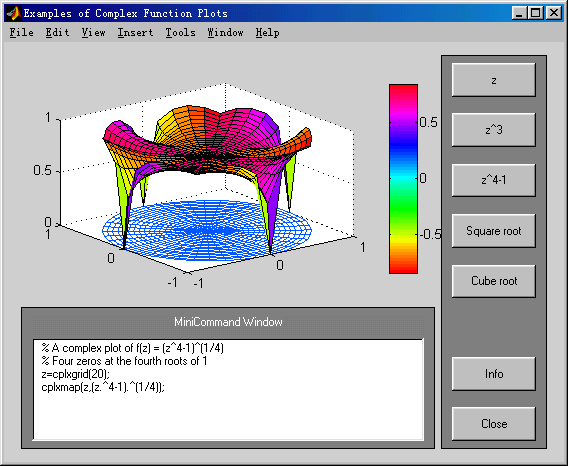 Examples of Complex Function Plots
File Edit View Insert Tools Window Help
1
0.5
0
1
0
-1
-1
0
1
0.5
0
-0.5
z
z^3
z^4-1
Square root
Cube root
Info
Close
MiniCommand Window
% A complex plot of f(z) = (z^4-1)^(1/4)
% Four zeros at the fourth roots of 1
z=cplxgrid(20);
cplxmap(z,(z.^4-1).^(1/4));